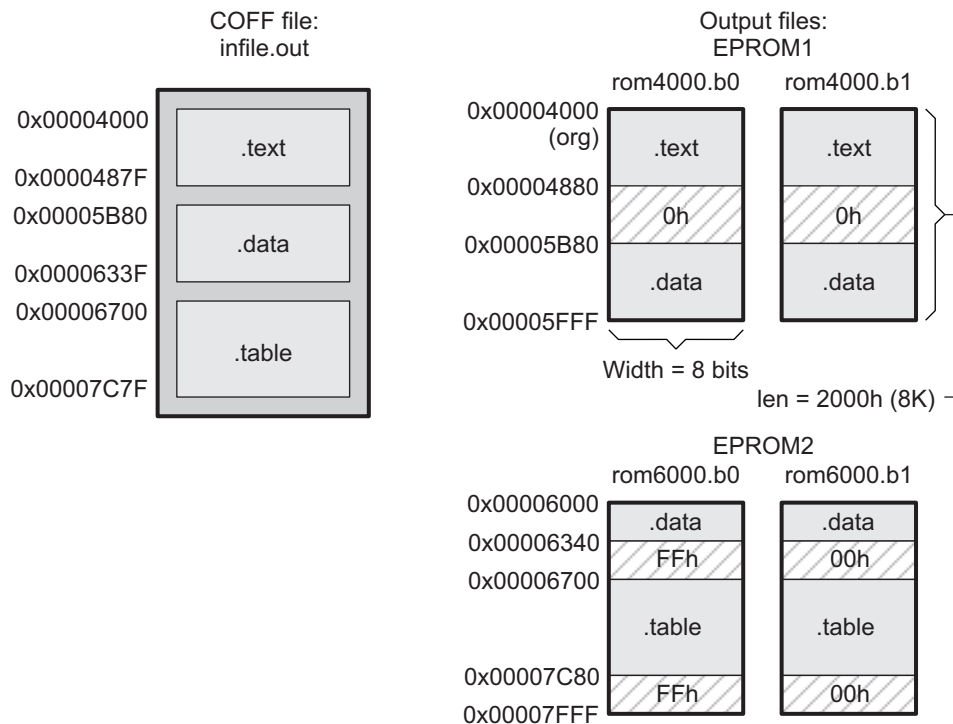 COFF file:
infile.out
0x00004000
.text
0x0000487F
0x00005B80
.data
0x0000633F
0x00006700
.table
0x00007C7F
Output files:
EPROM1
rom4000.b0
rom4000.b1
0x00004000
(org)
.text
.text
0x00004880
0h
0h
0x00005B80
.data
.data
0x00005FFF
Width = 8 bits
len = 2000h (8K)
EPROM2
rom6000.b0
rom6000.b1
0x00006000
.data
.data
0x00006340
FFh
00h
0x00006700
.table
.table
0x00007C80
FFh
00h
0x00007FFF